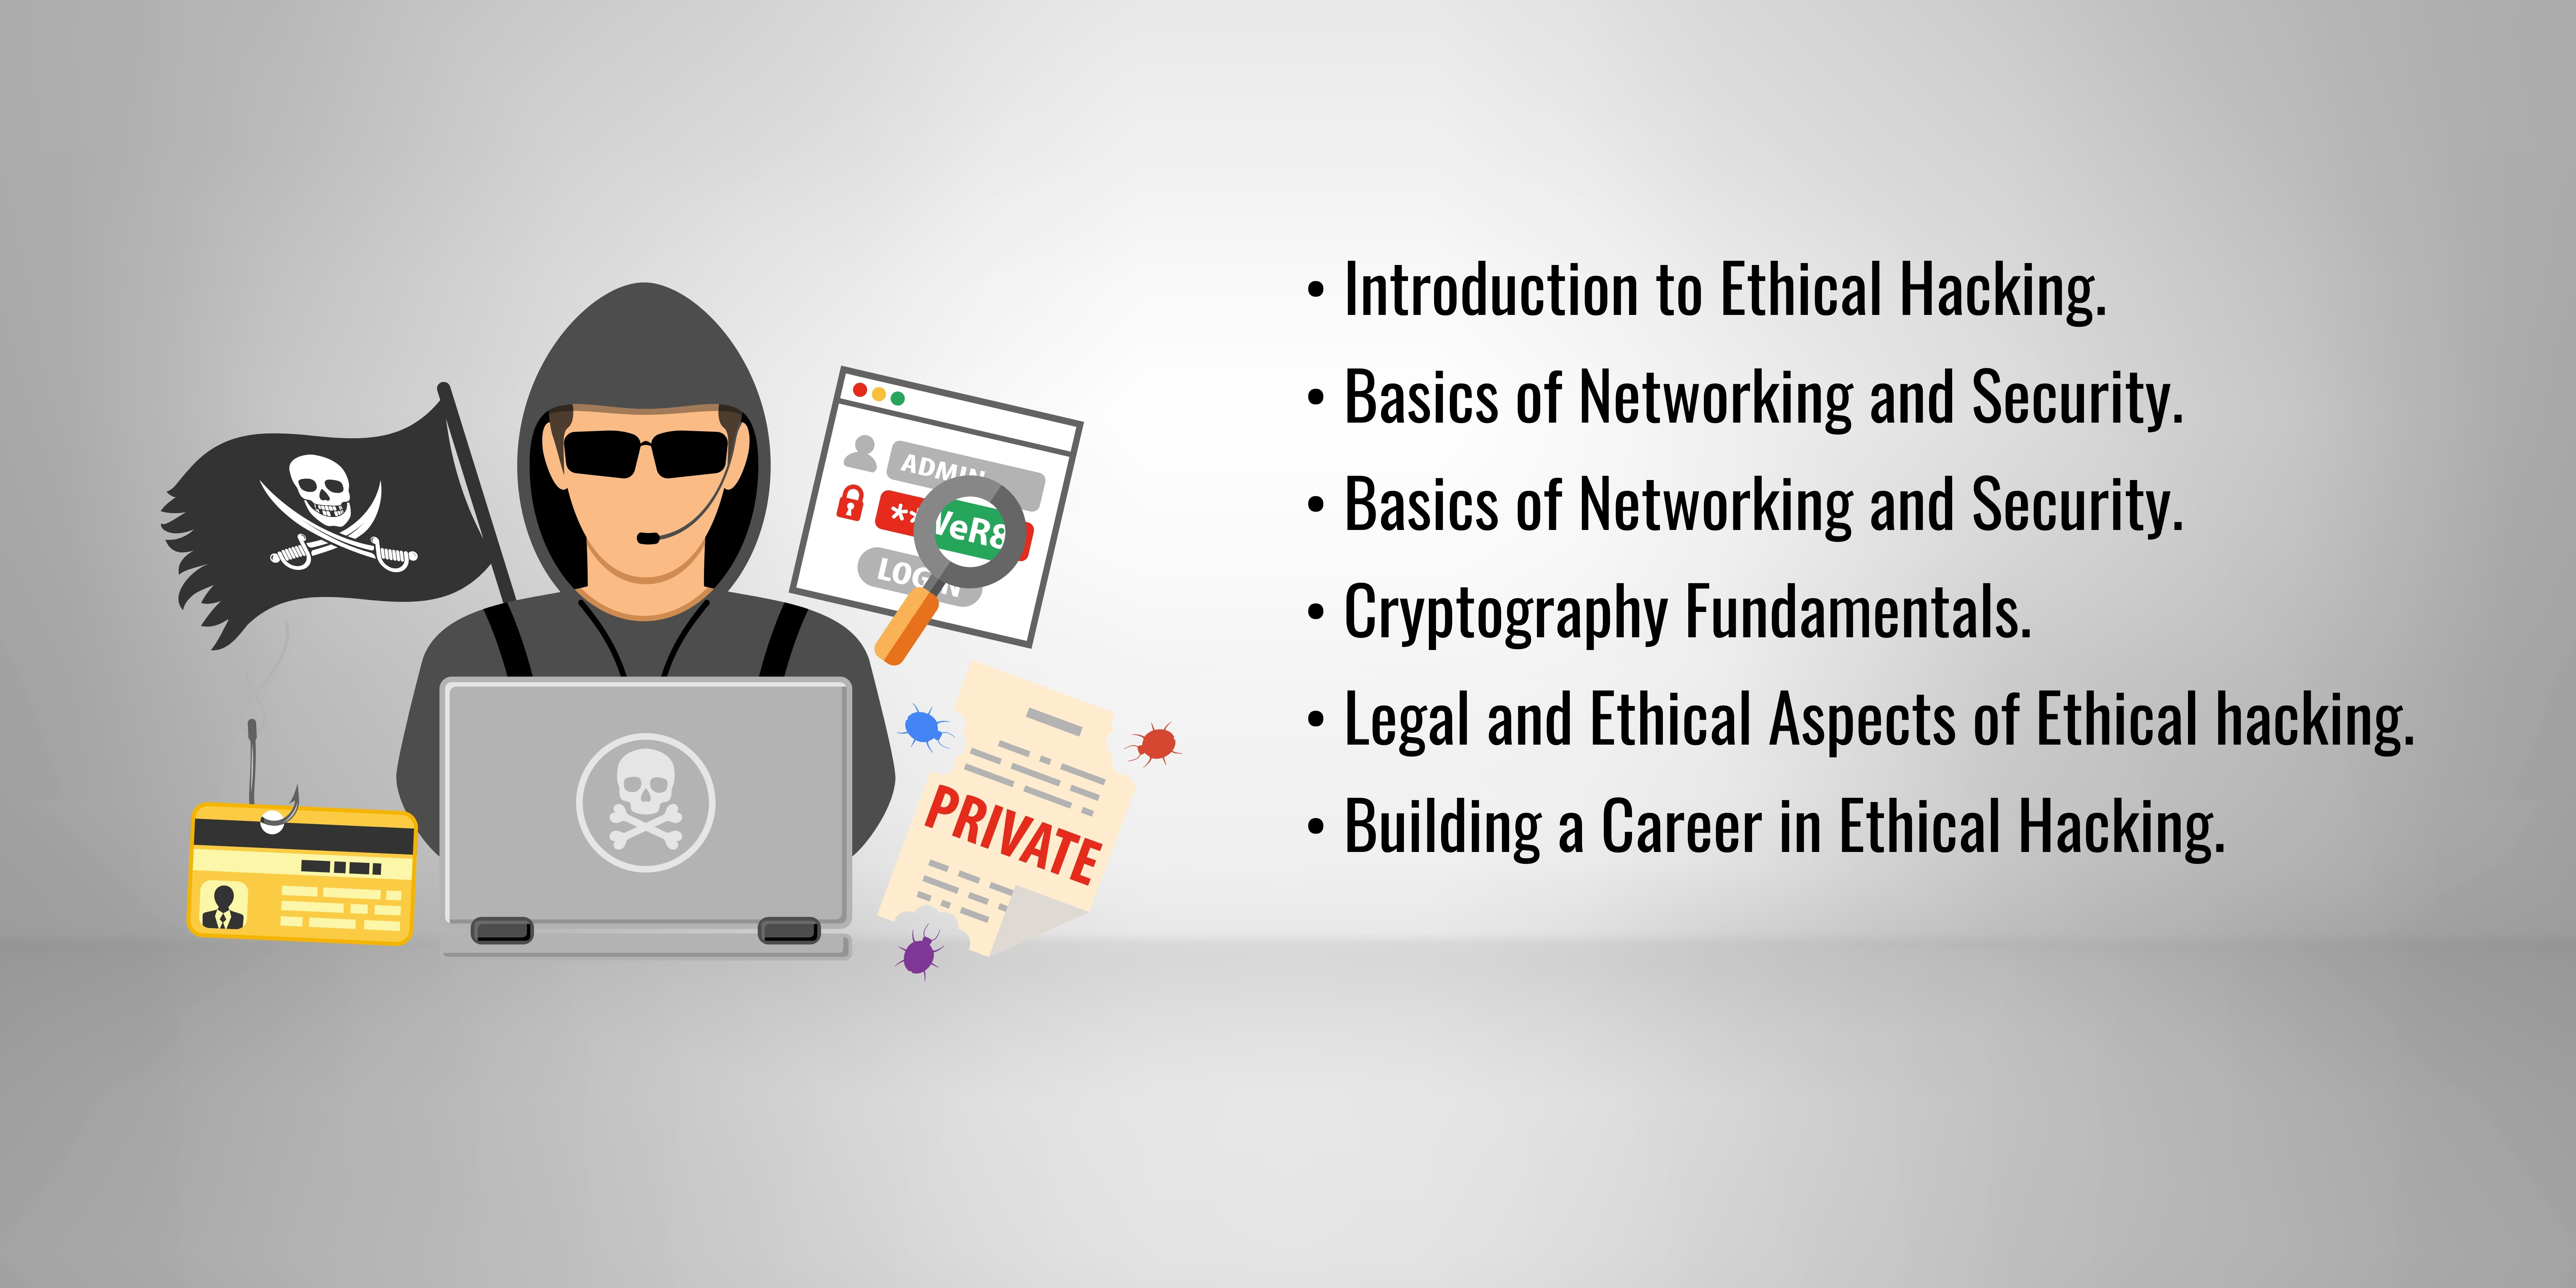 ADMIN
** VeR8
LOG N
PRIVATE
• Introduction to Ethical Hacking.
• Basics of Networking and Security.
• Basics of Networking and Security.
• Cryptography Fundamentals.
• Legal and Ethical Aspects of Ethical hacking.
• Building a Career in Ethical Hacking.